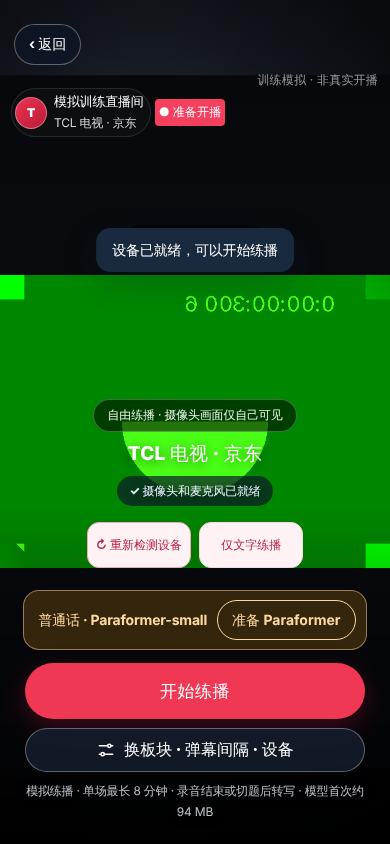 ‹ 返回
训练模拟 · 非真实开播
T
模拟训练直播间
TCL 电视 · 京东
准备开播
设备已就绪，可以开始练播
0:00:00:300 6
自由练播 · 摄像头画面仅自己可见
TCL 电视 · 京东
✓ 摄像头和麦克风已就绪
↻ 重新检测设备
仅文字练播
普通话 · Paraformer-small
准备 Paraformer
开始练播
换板块 · 弹幕间隔 · 设备
模拟练播 · 单场最长 8 分钟 · 录音结束或切题后转写 · 模型首次约
94 MB